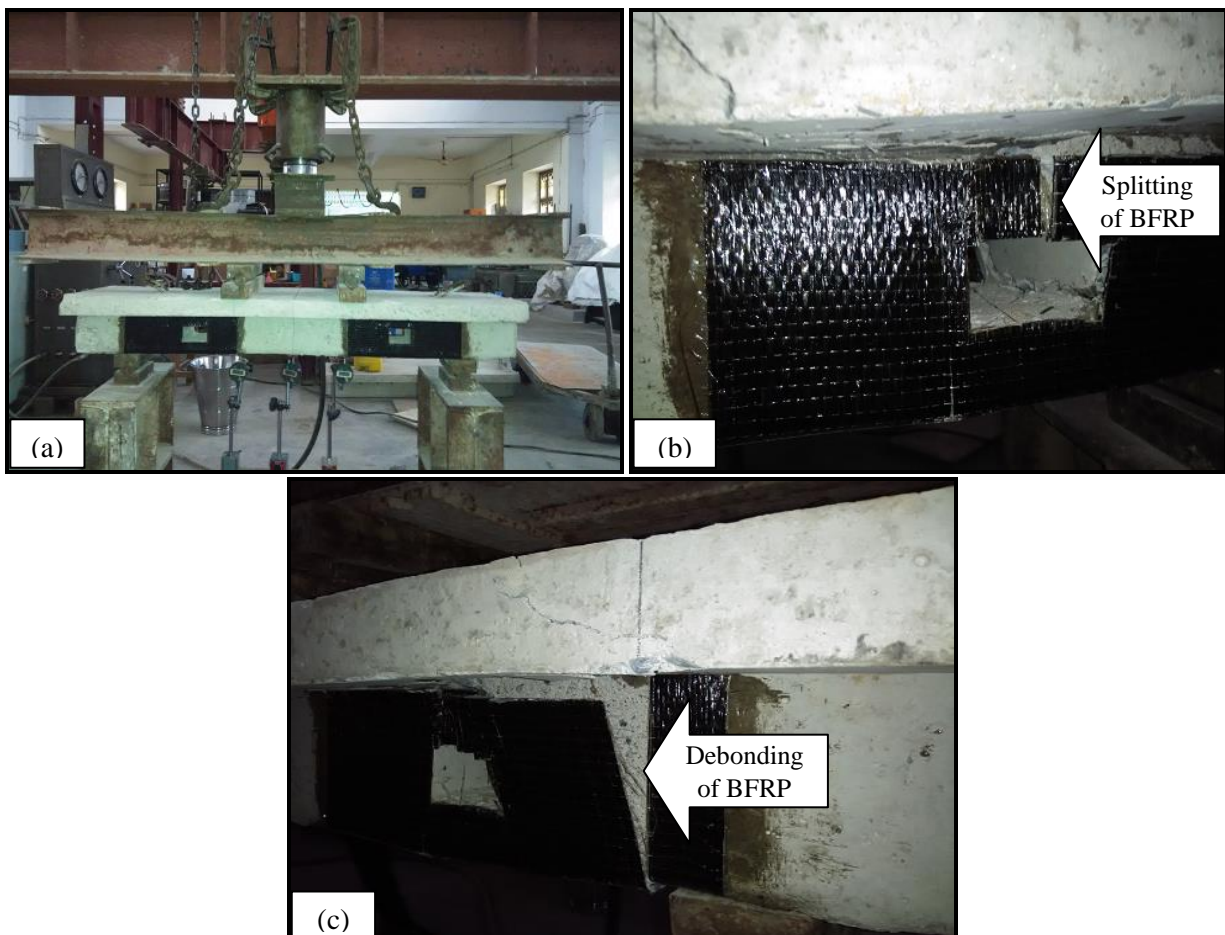 (a)
Splitting
of BFRP
(b)
Debonding
of BFRP
(c)